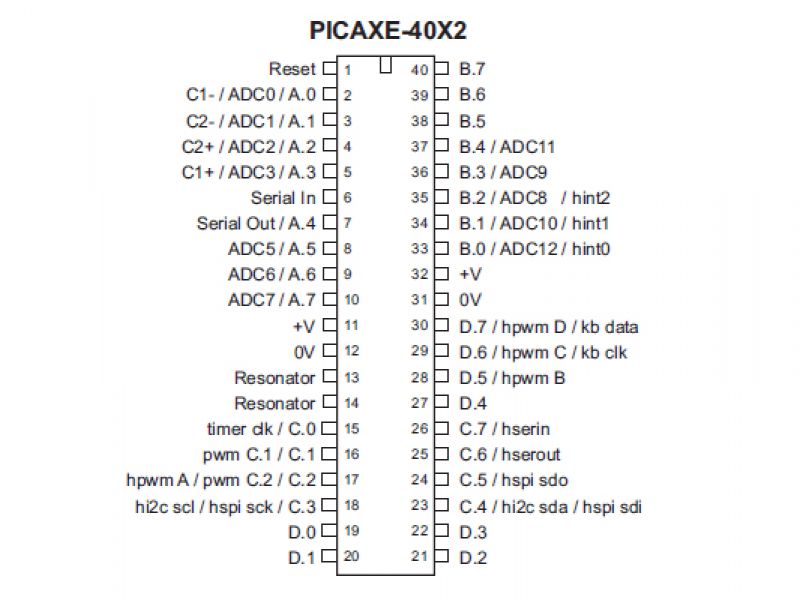 PICAXE-40X2
Reset 1 40 B.7
C1- / ADC0 / A.0 2 39 B.6
C2- / ADC1 / A.1 3 38 B.5
C2+ / ADC2 / A.2 4 37 B.4 / ADC11
C1+ / ADC3 / A.3 5 36 B.3 / ADC9
Serial In 6 35 B.2 / ADC8 / hint2
Serial Out / A.4 7 34 B.1 / ADC10 / hint1
ADC5 / A.5 8 33 B.0 / ADC12 / hint0
ADC6 / A.6 9 32 +V
ADC7 / A.7 10 31 0V
+V 11 30 D.7 / hpwm D / kb data
0V 12 29 D.6 / hpwm C / kb clk
Resonator 13 28 D.5 / hpwm B
Resonator 14 27 D.4
timer clk / C.0 15 26 C.7 / hserin
pwm C.1 / C.1 16 25 C.6 / hserout
hpwm A / pwm C.2 / C.2 17 24 C.5 / hspi sdo
hi2c scl / hspi sck / C.3 18 23 C.4 / hi2c sda / hspi sdi
D.0 19 22 D.3
D.1 20 21 D.2